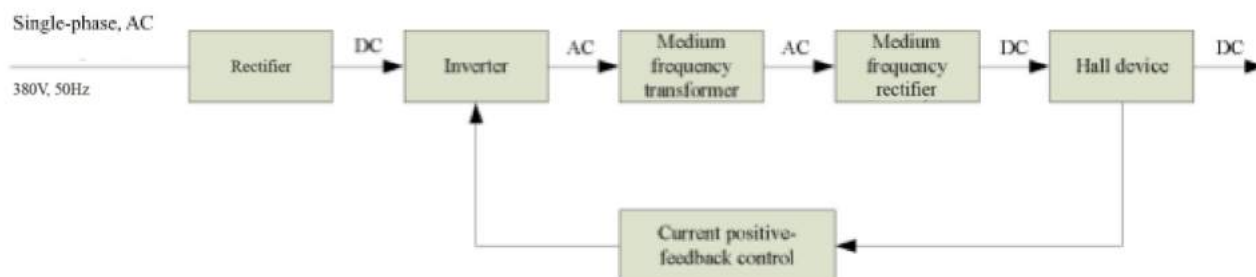 Single-phase, AC
380V, 50Hz
Rectifier
DC
Inverter
AC
Medium
frequency
transformer
AC
Medium
frequency
rectifier
DC
Hall device
DC
Current positive-
feedback control